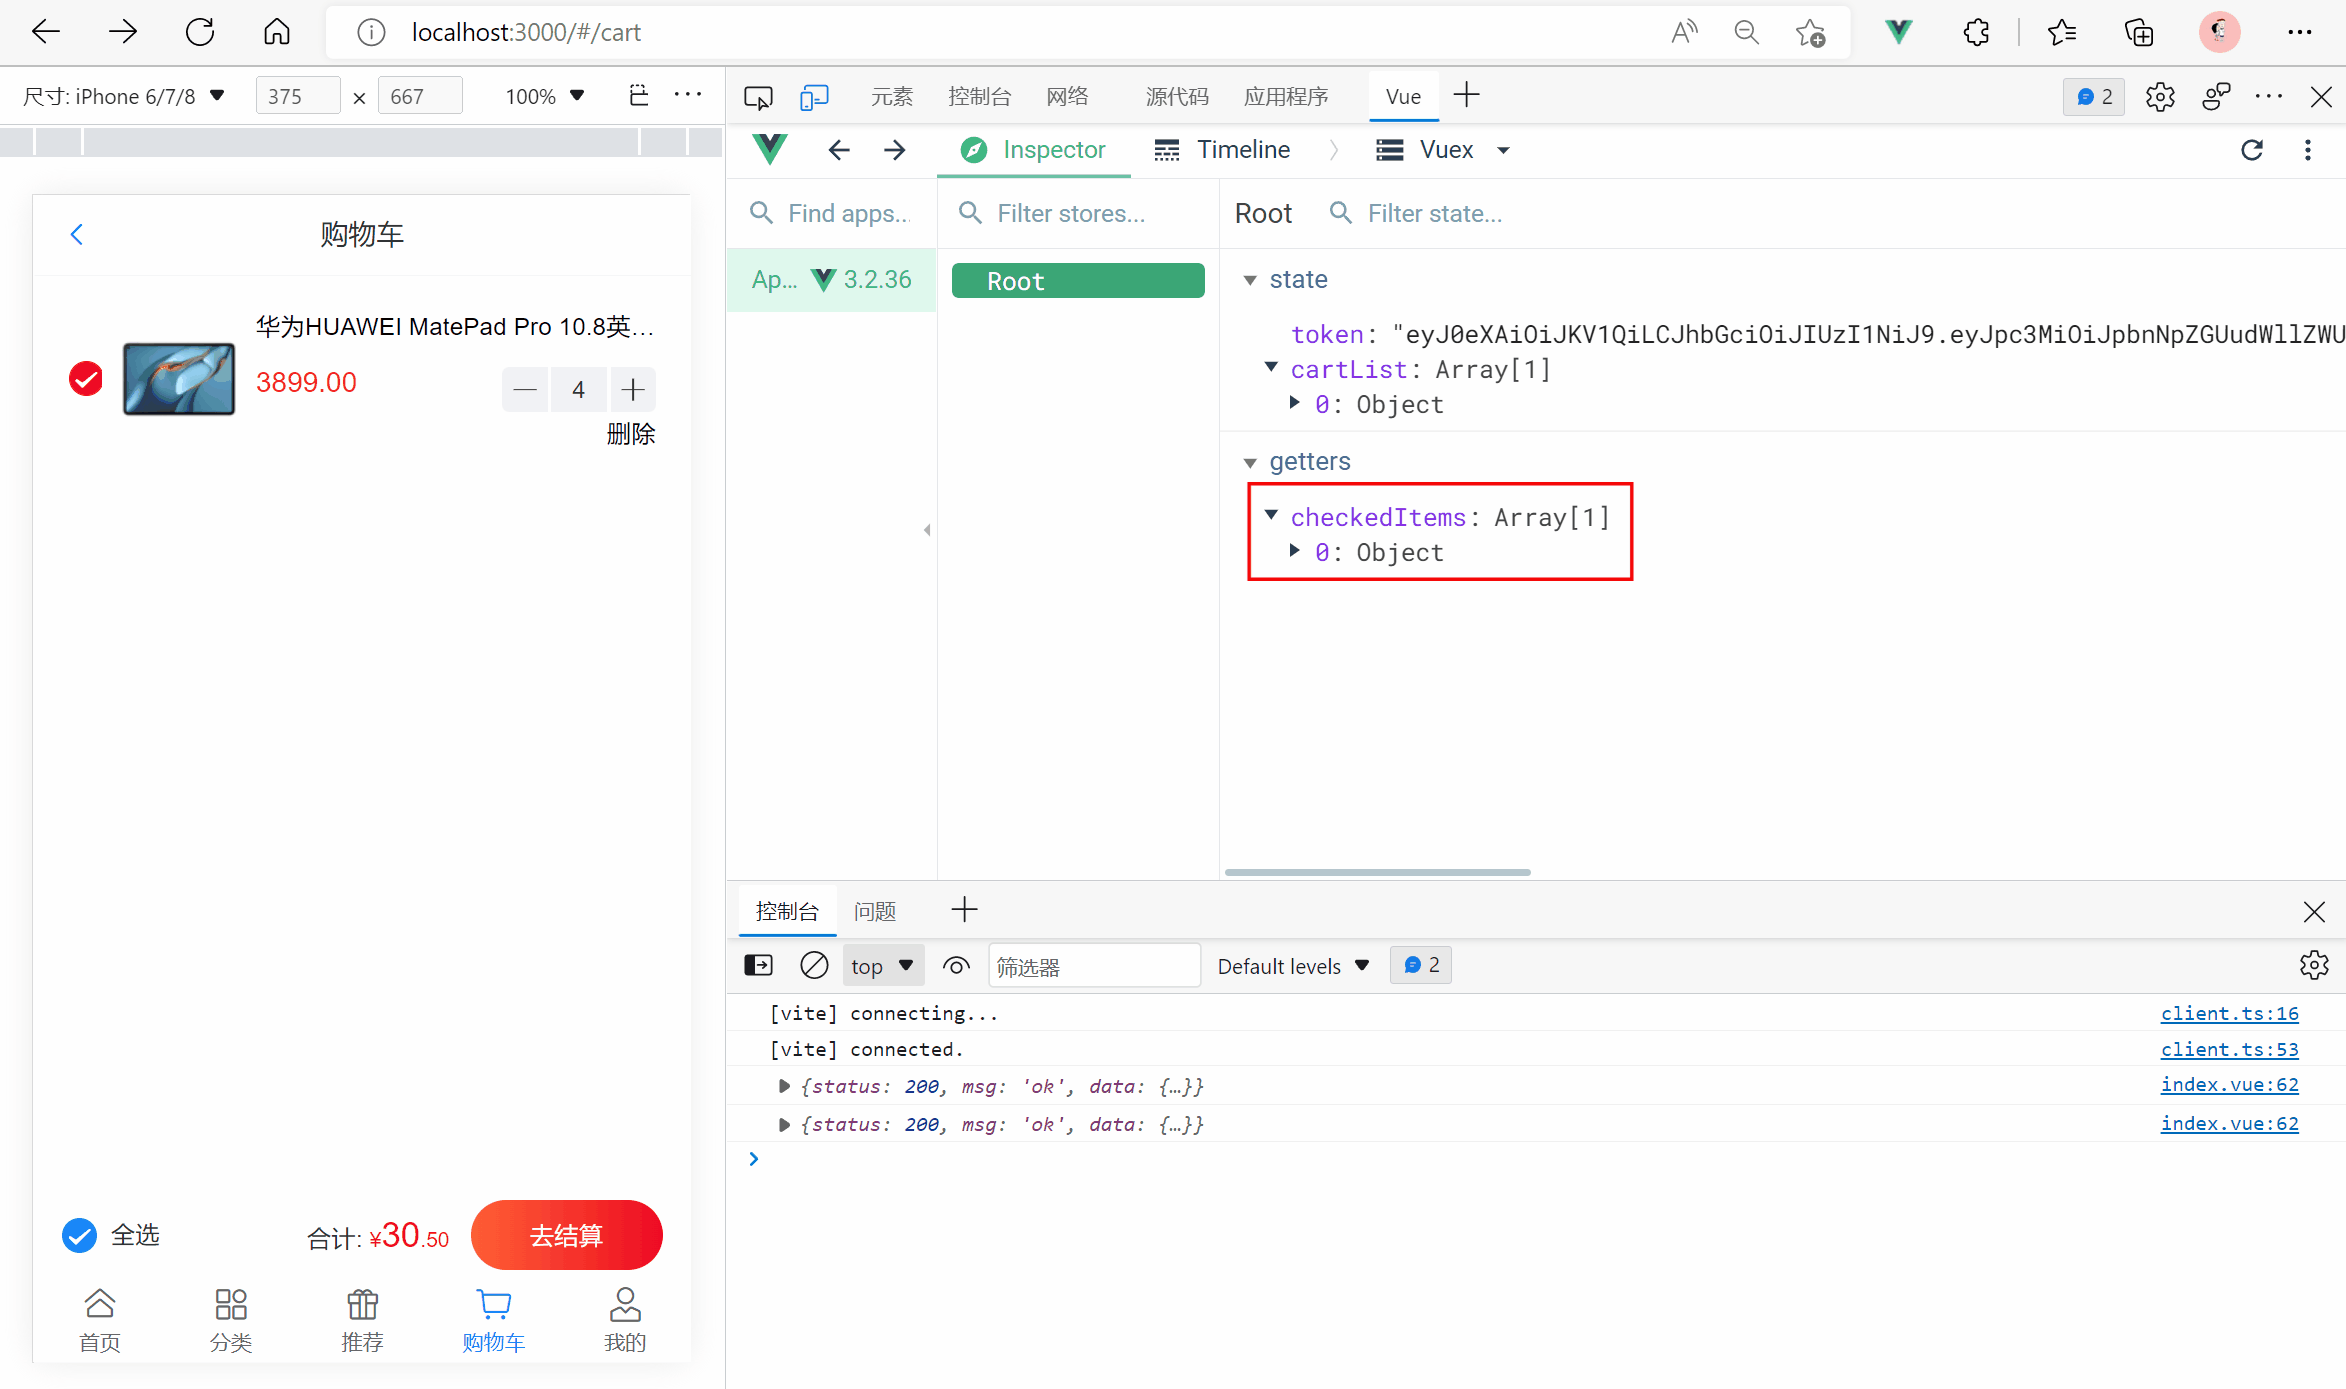 localhost:3000/#/cart
尺寸: iPhone 6/7/8 375 × 667 100%
元素 控制台 网络 源代码 应用程序 Vue 2
Inspector Timeline Vuex
购物车
华为HUAWEI MatePad Pro 10.8英...
3899.00
4
删除
全选 合计: ¥30.50 去结算
首页 分类 推荐 购物车 我的
Find apps...
Ap... 3.2.36
Filter stores...
Root
Root Filter state...
state
token: "eyJ0eXAiOiJKV1QiLCJhbGciOiJIUzI1NiJ9.eyJpc3MiOiJpbnNpZGUudWllZWU
cartList: Array[1]
0: Object
getters
checkedItems: Array[1]
0: Object
控制台 问题
top 筛选器 Default levels 2
[vite] connecting... client.ts:16
[vite] connected. client.ts:53
{status: 200, msg: 'ok', data: {…}} index.vue:62
{status: 200, msg: 'ok', data: {…}} index.vue:62